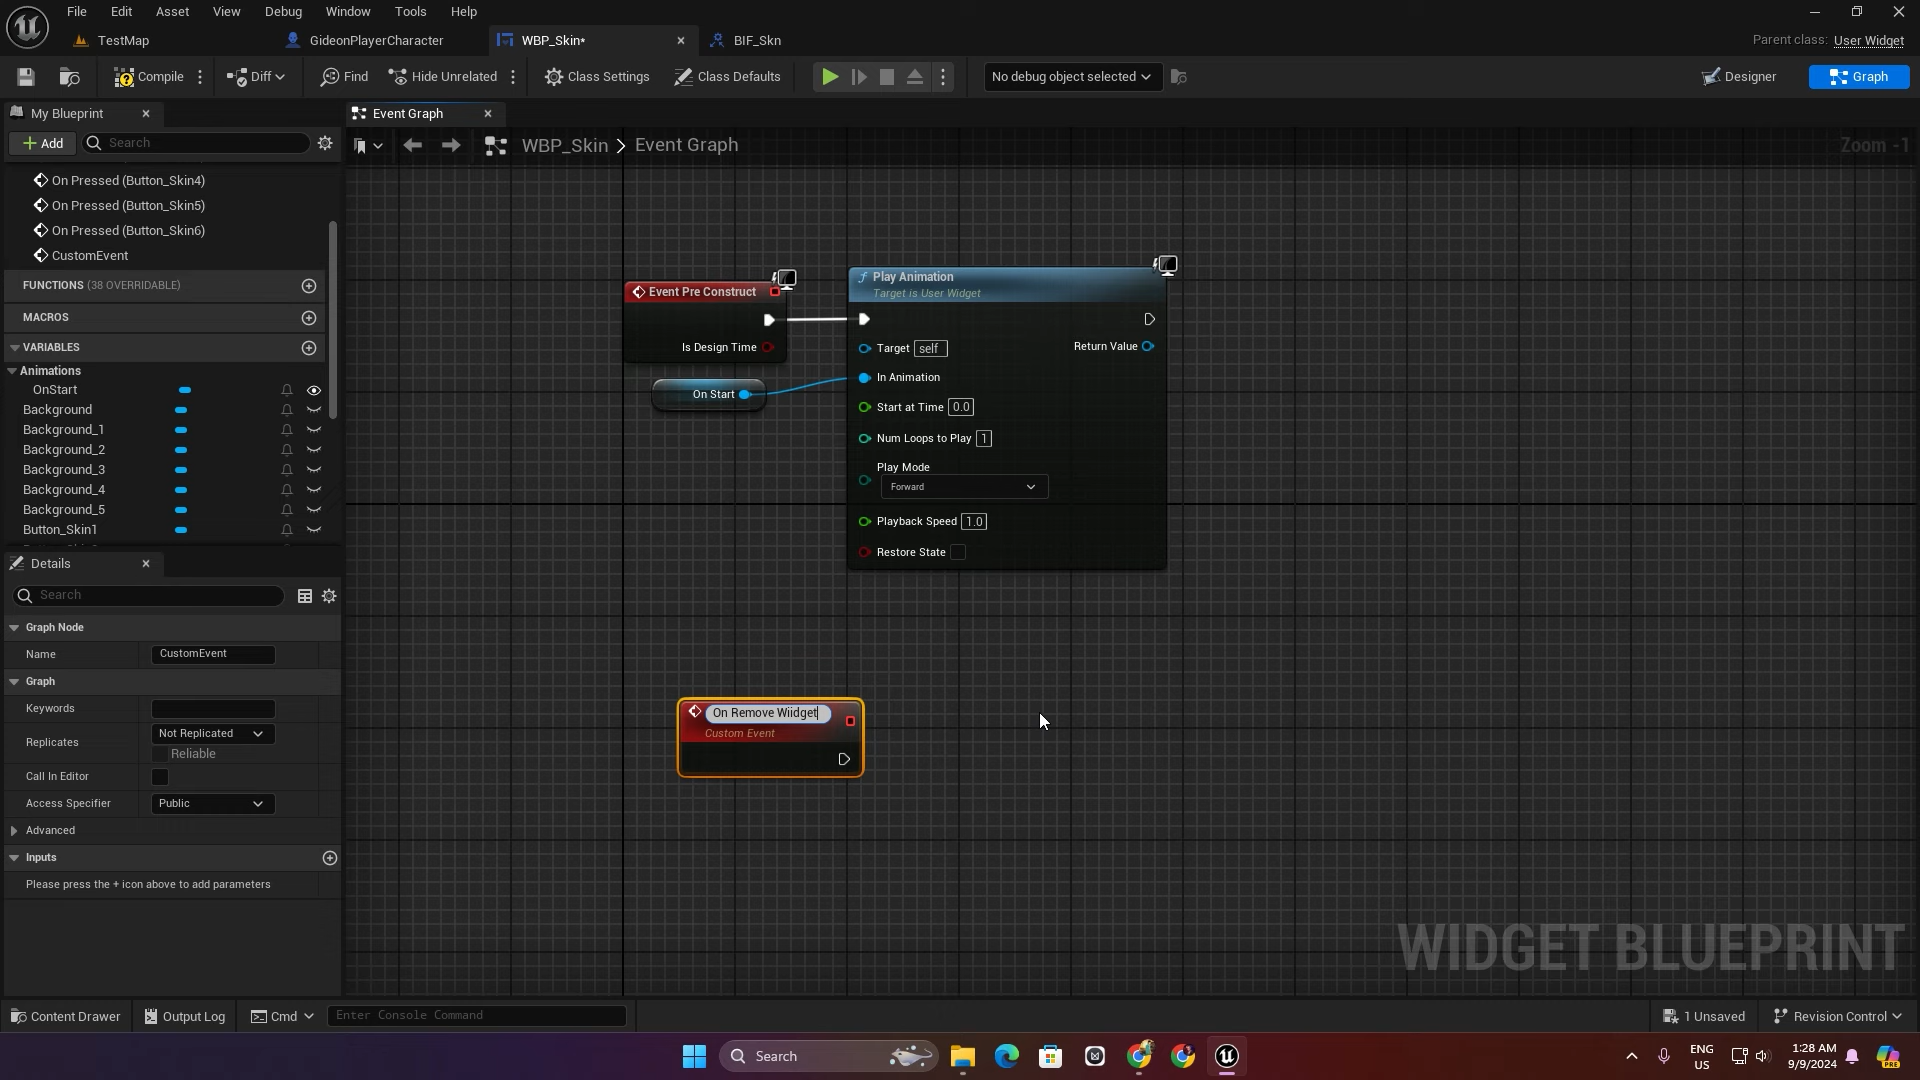 File Edit Asset View Debug Window Tools Help
TestMap GideonPlayerCharacter WBP_Skin* BIF_Skn
Parent class: User Widget
Compile Diff Find Hide Unrelated Class Settings Class Defaults No debug object selected Designer Graph
My Blueprint Event Graph
Add Search WBP_Skin > Event Graph Zoom -1
On Pressed (Button_Skin4)
On Pressed (Button_Skin5)
On Pressed (Button_Skin6)
CustomEvent
FUNCTIONS (38 OVERRIDABLE)
MACROS
VARIABLES
Animations
OnStart
Background
Background_1
Background_2
Background_3
Background_4
Background_5
Button_Skin1
Event Pre Construct
Is Design Time
On Start
Play Animation
Target is User Widget
Target self
Return Value
In Animation
Start at Time 0.0
Num Loops to Play 1
Play Mode
Forward
Playback Speed 1.0
Restore State
On Remove Wiidget
Custom Event
Details
Search
Graph Node
Name CustomEvent
Graph
Keywords
Replicates Not Replicated
Reliable
Call In Editor
Access Specifier Public
Advanced
Inputs
Please press the + icon above to add parameters
WIDGET BLUEPRINT
Content Drawer Output Log Cmd Enter Console Command 1 Unsaved Revision Control
Search
ENG
US
1:28 AM
9/9/2024
PRE